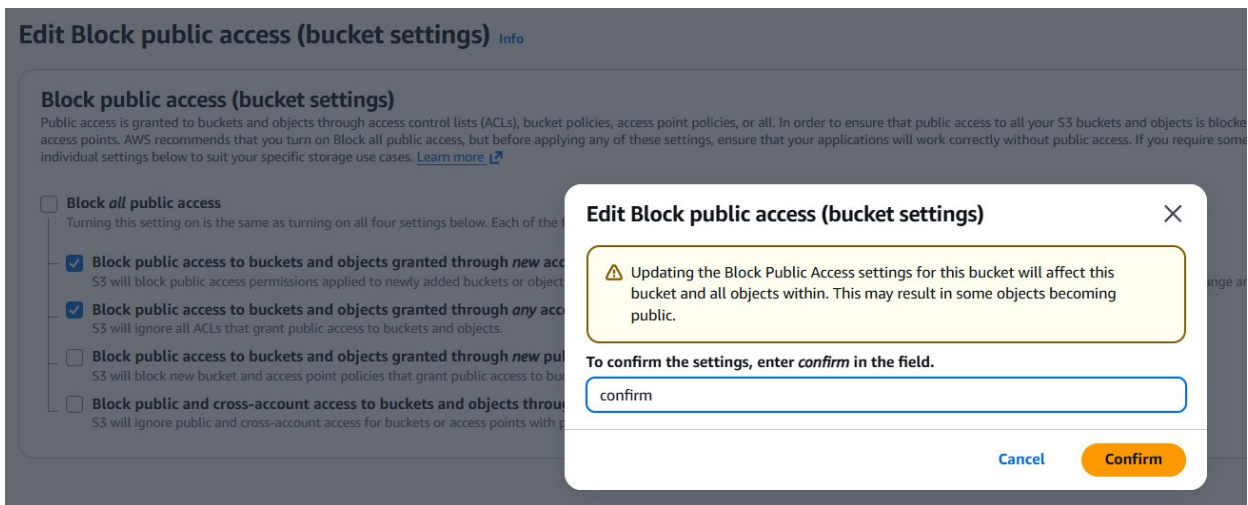 Edit Block public access (bucket settings) Info
Block public access (bucket settings)
Public access is granted to buckets and objects through access control lists (ACLs), bucket policies, access point policies, or all. In order to ensure that public access to all your S3 buckets and objects is blocke
access points. AWS recommends that you turn on Block all public access, but before applying any of these settings, ensure that your applications will work correctly without public access. If you require some
individual settings below to suit your specific storage use cases. Learn more
Block all public access
Turning this setting on is the same as turning on all four settings below. Each of the
Block public access to buckets and objects granted through new acc
S3 will block public access permissions applied to newly added buckets or object
Block public access to buckets and objects granted through any acc
S3 will ignore all ACLs that grant public access to buckets and objects.
Block public access to buckets and objects granted through new pul
S3 will block new bucket and access point policies that grant public access to bu
Block public and cross-account access to buckets and objects throu
S3 will ignore public and cross-account access for buckets or access points with p
Edit Block public access (bucket settings)
Updating the Block Public Access settings for this bucket will affect this
bucket and all objects within. This may result in some objects becoming
public.
To confirm the settings, enter confirm in the field.
confirm
Cancel Confirm